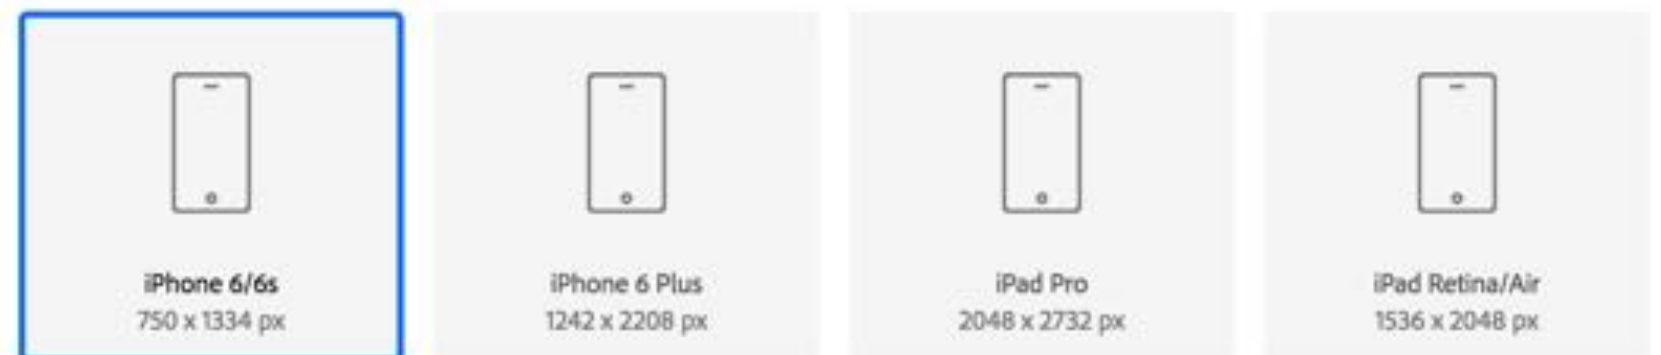 iPhone 6/6s
750 x 1334 px
iPhone 6 Plus
1242 x 2208 px
iPad Pro
2048 x 2732 px
iPad Retina/Air
1536 x 2048 px